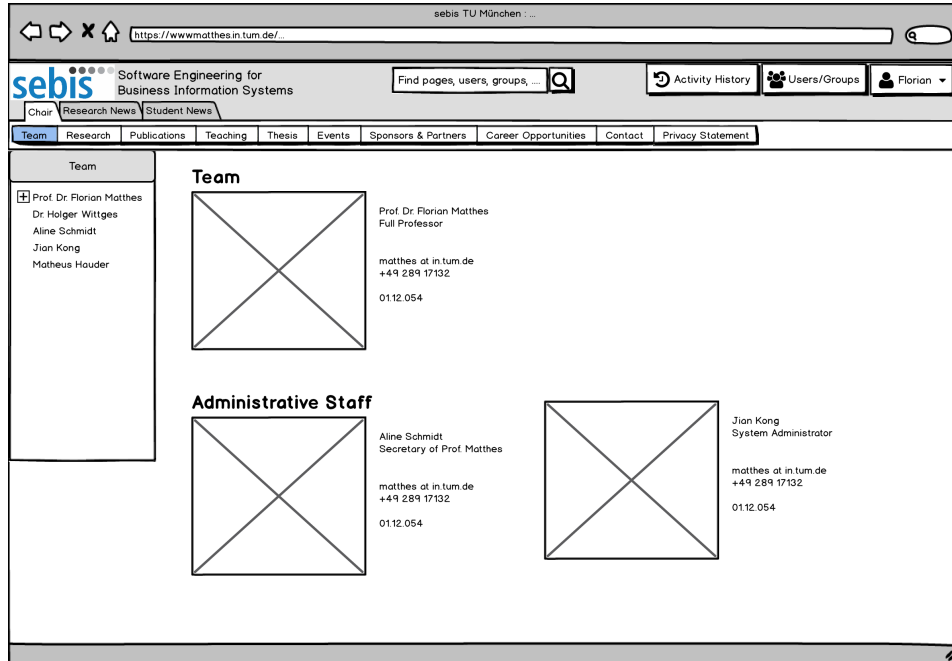 sebis TU München : ...
https://wwwmatthes.in.tum.de/...
sebis
Software Engineering for
Business Information Systems
Find pages, users, groups, ....
Activity History
Users/Groups
Florian
Chair
Research News
Student News
Team
Research
Publications
Teaching
Thesis
Events
Sponsors & Partners
Career Opportunities
Contact
Privacy Statement
Team
Prof. Dr. Florian Matthes
Dr. Holger Wittges
Aline Schmidt
Jian Kong
Matheus Hauder
Team
Prof. Dr. Florian Matthes
Full Professor
matthes at in.tum.de
+49 289 17132
01.12.054
Administrative Staff
Aline Schmidt
Secretary of Prof. Matthes
matthes at in.tum.de
+49 289 17132
01.12.054
Jian Kong
System Administrator
matthes at in.tum.de
+49 289 17132
01.12.054